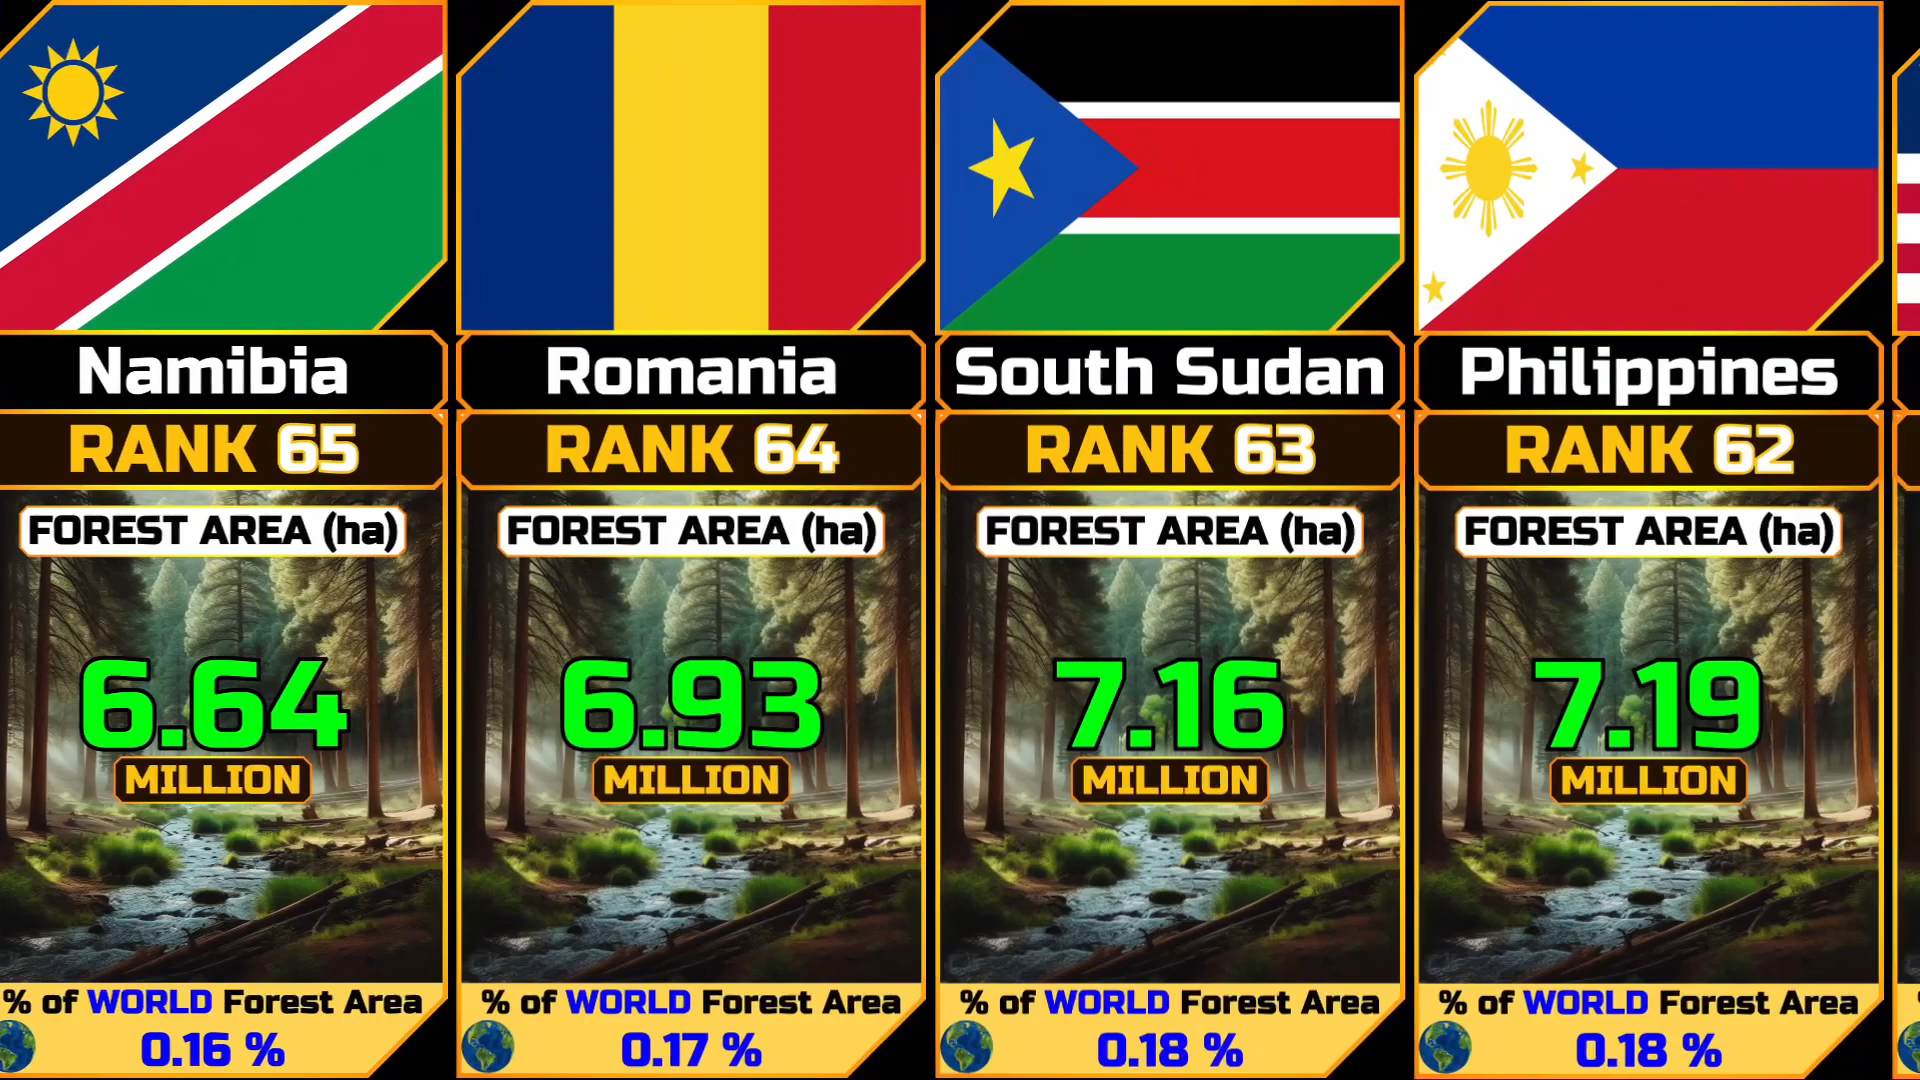 Namibia
RANK 65
FOREST AREA (ha)
6.64
MILLION
% of WORLD Forest Area
0.16 %
Romania
RANK 64
FOREST AREA (ha)
6.93
MILLION
% of WORLD Forest Area
0.17 %
South Sudan
RANK 63
FOREST AREA (ha)
7.16
MILLION
% of WORLD Forest Area
0.18 %
Philippines
RANK 62
FOREST AREA (ha)
7.19
MILLION
% of WORLD Forest Area
0.18 %